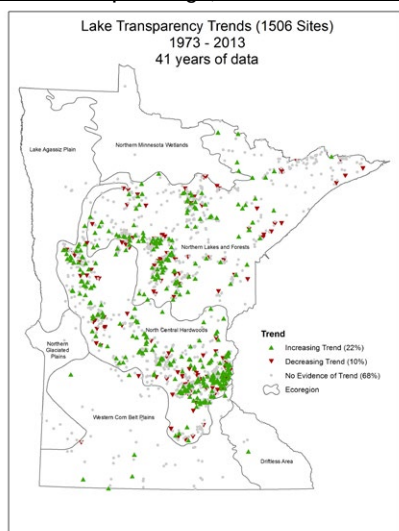 Lake Transparency Trends (1506 Sites)
1973 - 2013
41 years of data
Lake Agassiz Plain
Northern Minnesota Wetlands
Northern Lakes and Forests
North Central Hardwoods
Northern
Glaciated
Plains
Western Corn Belt Plains
Driftless Area
Trend
Increasing Trend (22%)
Decreasing Trend (10%)
No Evidence of Trend (68%)
Ecoregion